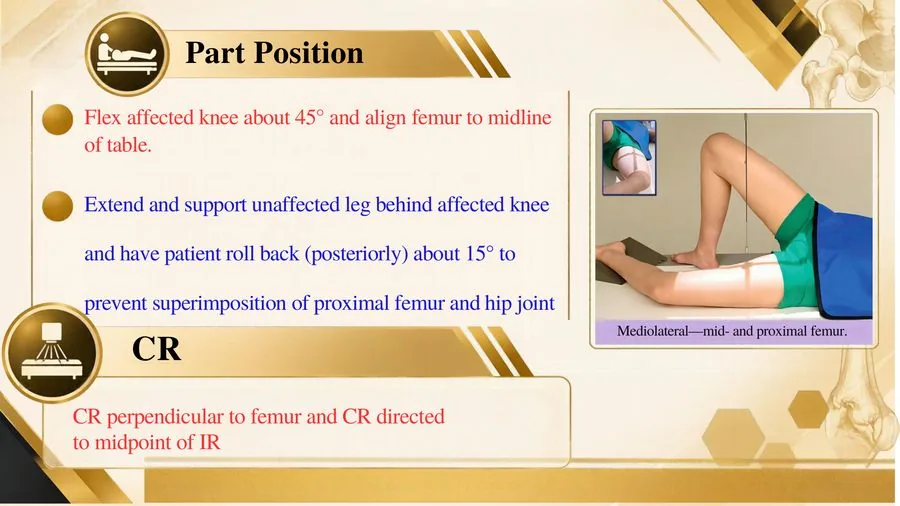 Part Position
Flex affected knee about 45° and align femur to midline
of table.
Extend and support unaffected leg behind affected knee
and have patient roll back (posteriorly) about 15° to
prevent superimposition of proximal femur and hip joint
Mediolateral—mid- and proximal femur.
CR
CR perpendicular to femur and CR directed
to midpoint of IR